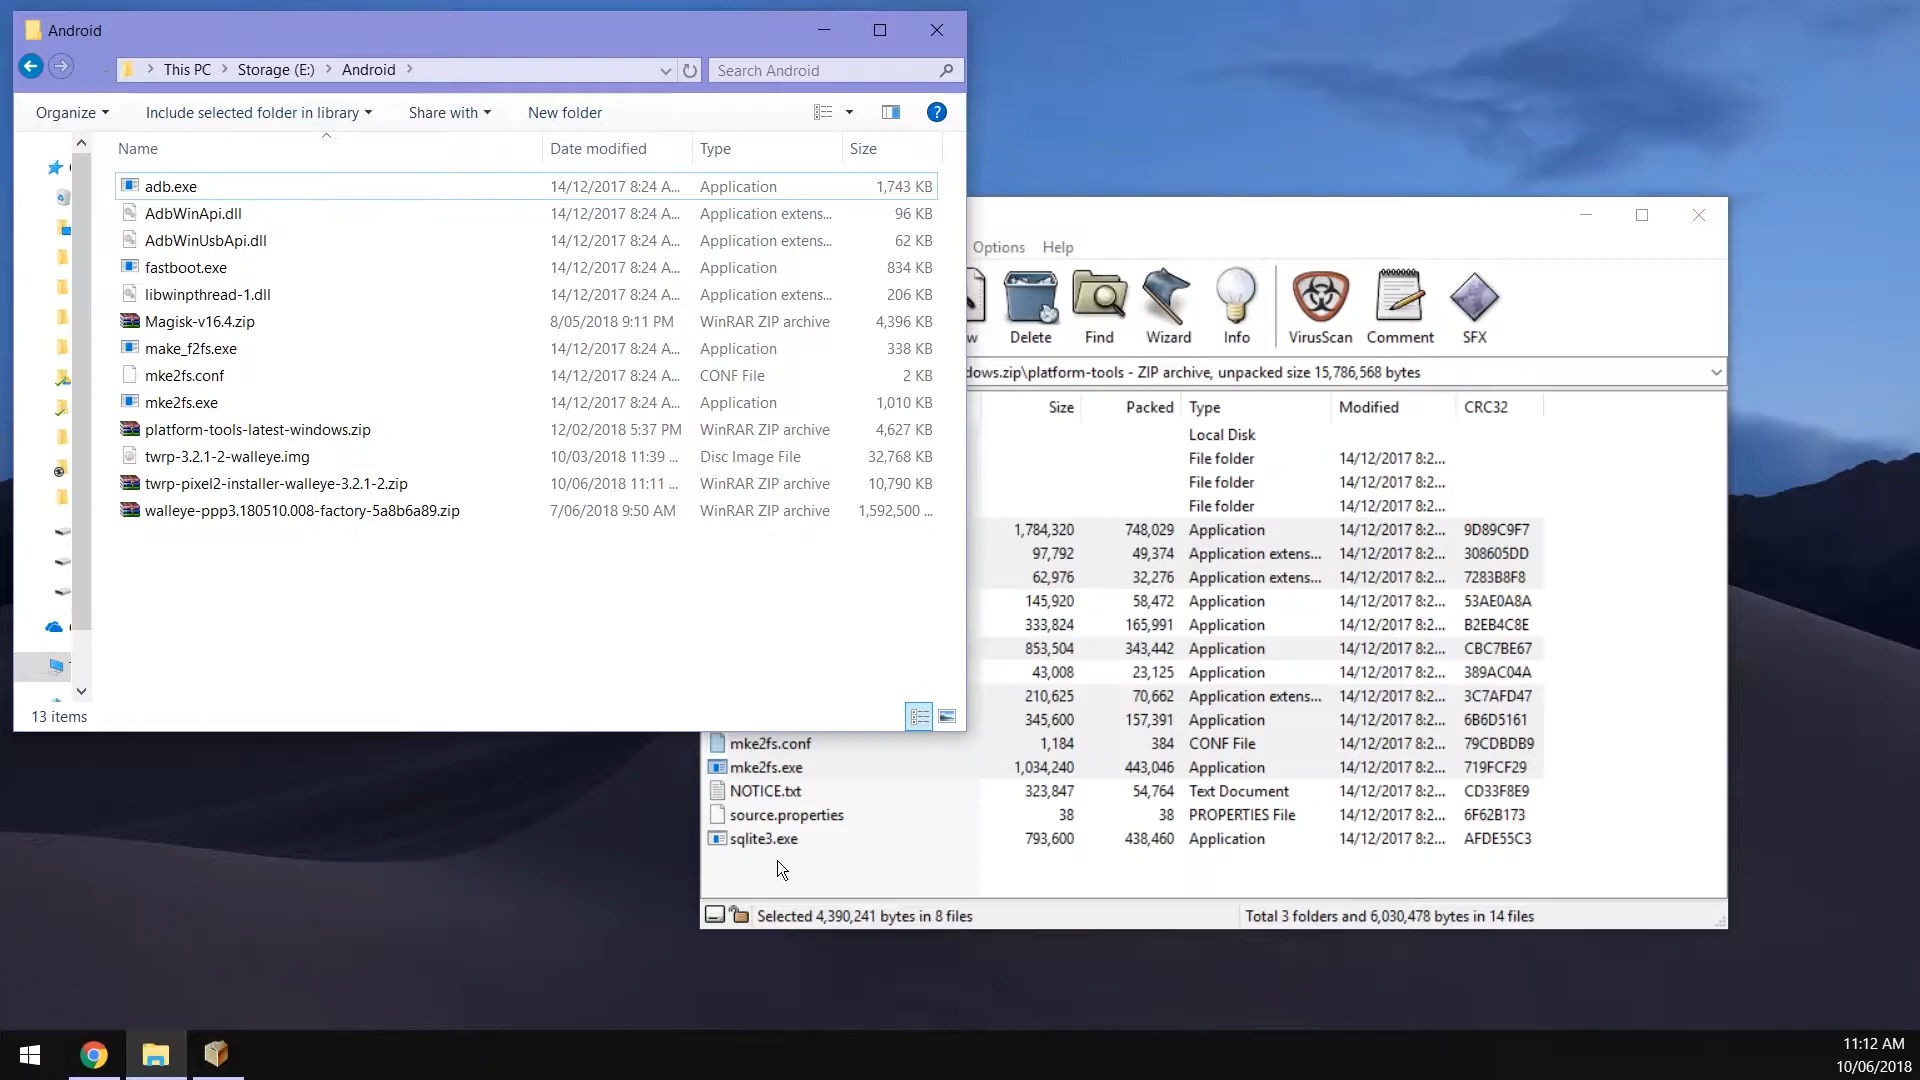 Android
This PC > Storage (E:) > Android >
Search Android
Organize
Include selected folder in library
Share with
New folder
Name
Date modified
Type
Size
adb.exe 14/12/2017 8:24 A... Application 1,743 KB
AdbWinApi.dll 14/12/2017 8:24 A... Application extens... 96 KB
AdbWinUsbApi.dll 14/12/2017 8:24 A... Application extens... 62 KB
fastboot.exe 14/12/2017 8:24 A... Application 834 KB
libwinpthread-1.dll 14/12/2017 8:24 A... Application extens... 206 KB
Magisk-v16.4.zip 8/05/2018 9:11 PM WinRAR ZIP archive 4,396 KB
make_f2fs.exe 14/12/2017 8:24 A... Application 338 KB
mke2fs.conf 14/12/2017 8:24 A... CONF File 2 KB
mke2fs.exe 14/12/2017 8:24 A... Application 1,010 KB
platform-tools-latest-windows.zip 12/02/2018 5:37 PM WinRAR ZIP archive 4,627 KB
twrp-3.2.1-2-walleye.img 10/03/2018 11:39 ... Disc Image File 32,768 KB
twrp-pixel2-installer-walleye-3.2.1-2.zip 10/06/2018 11:11 ... WinRAR ZIP archive 10,790 KB
walleye-ppp3.180510.008-factory-5a8b6a89.zip 7/06/2018 9:50 AM WinRAR ZIP archive 1,592,500 ...
13 items
Options Help
w Delete Find Wizard Info VirusScan Comment SFX
dows.zip\platform-tools - ZIP archive, unpacked size 15,786,568 bytes
Size Packed Type Modified CRC32
Local Disk
File folder 14/12/2017 8:2...
File folder 14/12/2017 8:2...
File folder 14/12/2017 8:2...
1,784,320 748,029 Application 14/12/2017 8:2... 9D89C9F7
97,792 49,374 Application extens... 14/12/2017 8:2... 308605DD
62,976 32,276 Application extens... 14/12/2017 8:2... 7283B8F8
145,920 58,472 Application 14/12/2017 8:2... 53AE0A8A
333,824 165,991 Application 14/12/2017 8:2... B2EB4C8E
853,504 343,442 Application 14/12/2017 8:2... CBC7BE67
43,008 23,125 Application 14/12/2017 8:2... 389AC04A
210,625 70,662 Application extens... 14/12/2017 8:2... 3C7AFD47
345,600 157,391 Application 14/12/2017 8:2... 6B6D5161
mke2fs.conf 1,184 384 CONF File 14/12/2017 8:2... 79CDBDB9
mke2fs.exe 1,034,240 443,046 Application 14/12/2017 8:2... 719FCF29
NOTICE.txt 323,847 54,764 Text Document 14/12/2017 8:2... CD33F8E9
source.properties 38 38 PROPERTIES File 14/12/2017 8:2... 6F62B173
sqlite3.exe 793,600 438,460 Application 14/12/2017 8:2... AFDE55C3
Selected 4,390,241 bytes in 8 files
Total 3 folders and 6,030,478 bytes in 14 files
11:12 AM
10/06/2018